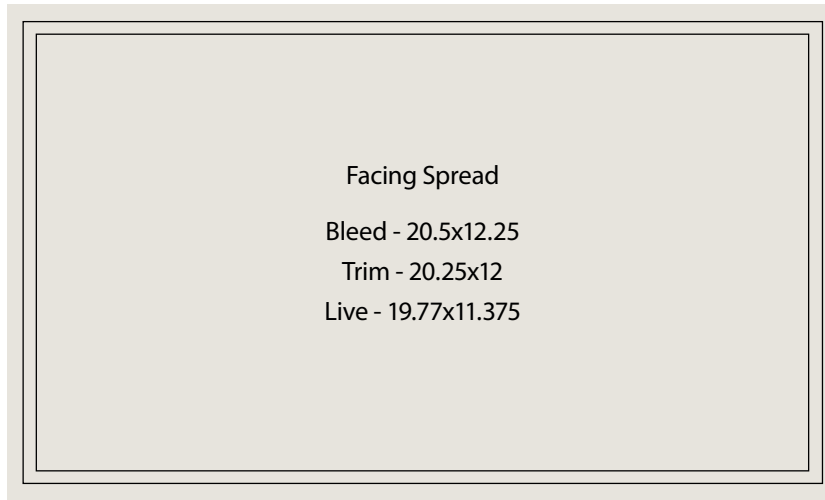 Facing Spread
Bleed - 20.5x12.25
Trim - 20.25x12
Live - 19.77x11.375